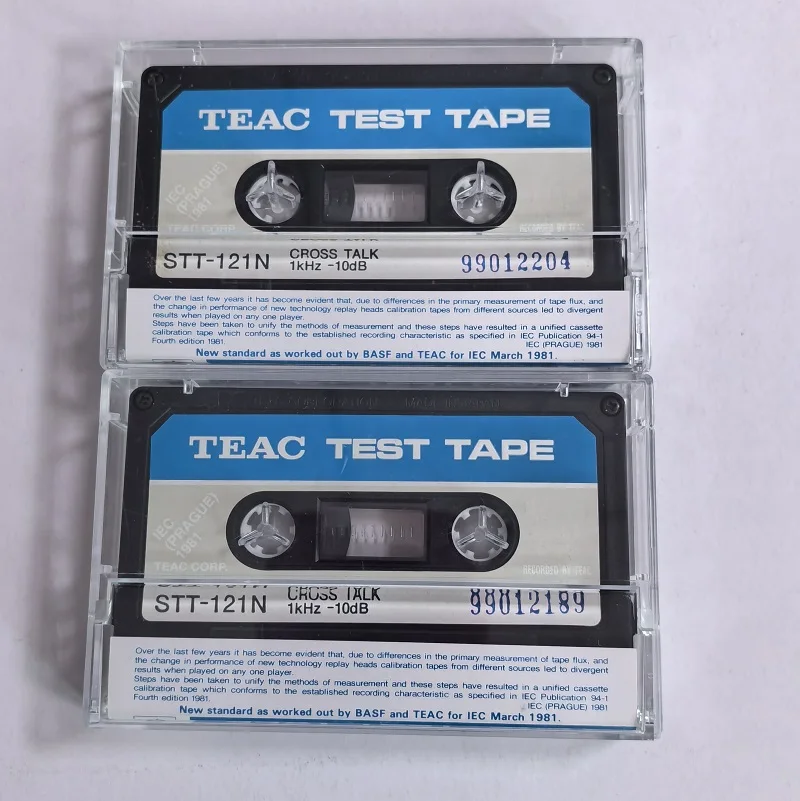 TEAC TEST TAPE
IEC
(PRAGUE)
1981
TEAC CORP.
RECORDED BY TEAC
STT-121N
CROSS TALK
1kHz -10dB
99012204
Over the last few years it has become evident that, due to differences in the primary measurement of tape flux, and
the change in performance of new technology replay heads calibration tapes from different sources led to divergent
results when played on any one player.
Steps have been taken to unify the methods of measurement and these steps have resulted in a unified cassette
calibration tape which conforms to the established recording characteristic as specified in IEC Publication 94-1
Fourth edition 1981.
IEC (PRAGUE) 1981
New standard as worked out by BASF and TEAC for IEC March 1981.
TEAC TEST TAPE
IEC
(PRAGUE)
1981
TEAC CORP.
RECORDED BY TEAC
STT-121N
CROSS TALK
1kHz -10dB
99012189
Over the last few years it has become evident that, due to differences in the primary measurement of tape flux, and
the change in performance of new technology replay heads calibration tapes from different sources led to divergent
results when played on any one player.
Steps have been taken to unify the methods of measurement and these steps have resulted in a unified cassette
calibration tape which conforms to the established recording characteristic as specified in IEC Publication 94-1
Fourth edition 1981.
IEC (PRAGUE) 1981
New standard as worked out by BASF and TEAC for IEC March 1981.